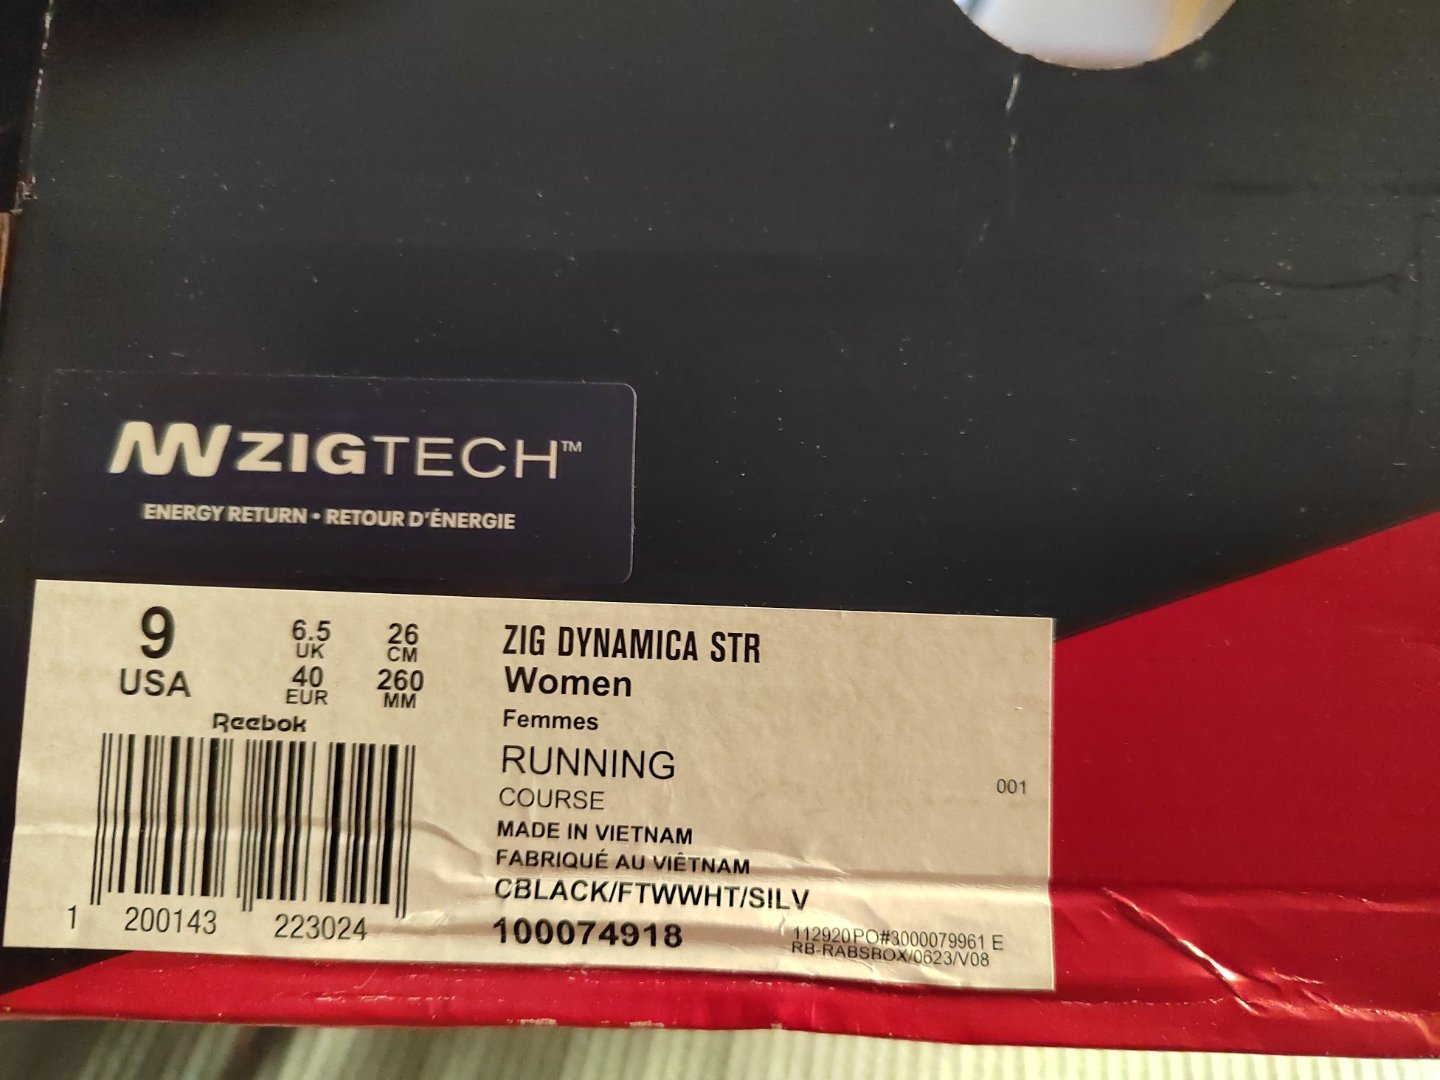 ZIGTECH™
ENERGY RETURN • RETOUR D'ÉNERGIE
9
USA
6.5
UK
40
EUR
26
CM
260
MM
Reebok
1 200143 223024
ZIG DYNAMICA STR
Women
Femmes
RUNNING
COURSE
001
MADE IN VIETNAM
FABRIQUÉ AU VIÊTNAM
CBLACK/FTWWHT/SILV
100074918
112920PO#3000079961 E
RB-RABSBOX/0623/V08